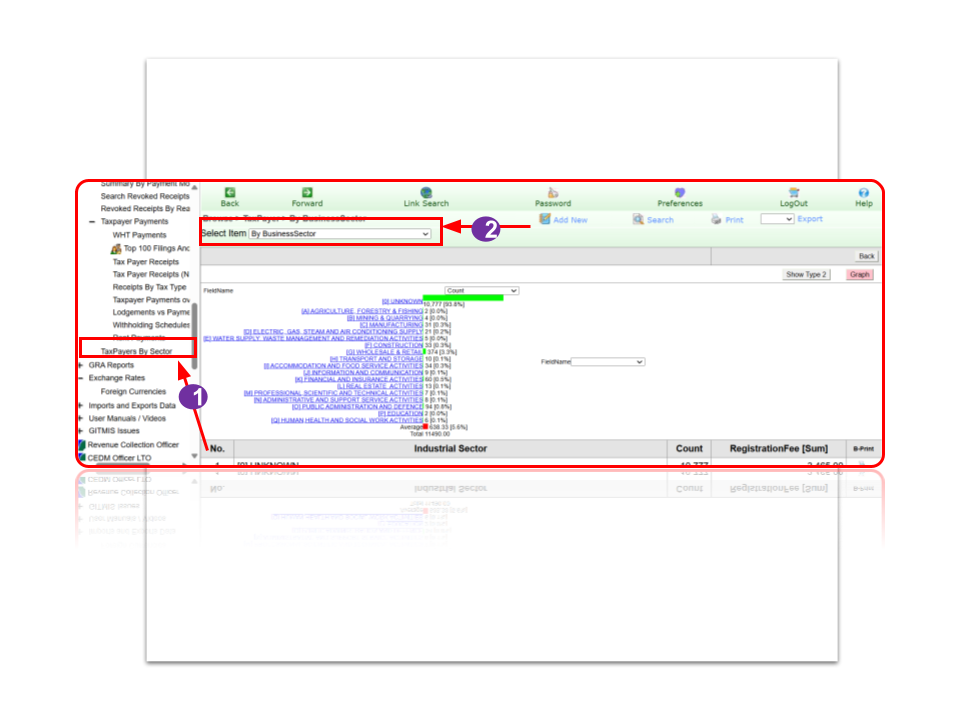 Summary By Payment Mo
Search Revoked Receipts
Revoked Receipts By Rea
Taxpayer Payments
WHT Payments
Top 100 Filings Anc
Tax Payer Receipts
Tax Payer Receipts (N
Receipts By Tax Type
Taxpayer Payments ov
Lodgements vs Payme
Withholding Schedules
Rent Payments
TaxPayers By Sector
GRA Reports
Exchange Rates
Foreign Currencies
Imports and Exports Data
User Manuals / Videos
GITMIS Issues
Revenue Collection Officer
CEDM Officer LTO
1
Back Forward Link Search Password Preferences LogOut Help
Browse > TaxPayer > By BusinessSector
Add New Search Print Export
Select Item By BusinessSector
2
Back
Show Type 2 Graph
FieldName Count
[0] UNKNOWN 10,777 [93.8%]
[A] AGRICULTURE, FORESTRY & FISHING 2 [0.0%]
[B] MINING & QUARRYING 4 [0.0%]
[C] MANUFACTURING 31 [0.3%]
[D] ELECTRIC, GAS, STEAM AND AIR CONDITIONING SUPPLY 21 [0.2%]
[E] WATER SUPPLY, WASTE MANAGEMENT AND REMEDIATION ACTIVITIES 5 [0.0%]
[F] CONSTRUCTION 33 [0.3%]
[G] WHOLESALE & RETAIL 374 [3.3%]
[H] TRANSPORT AND STORAGE 10 [0.1%]
[I] ACCOMMODATION AND FOOD SERVICE ACTIVITIES 34 [0.3%]
[J] INFORMATION AND COMMUNICATION 9 [0.1%]
[K] FINANCIAL AND INSURANCE ACTIVITIES 60 [0.5%]
[L] REAL ESTATE ACTIVITIES 13 [0.1%]
[M] PROFESSIONAL SCIENTIFIC AND TECHNICAL ACTIVITIES 7 [0.1%]
[N] ADMINISTRATIVE AND SUPPORT SERVICE ACTIVITIES 8 [0.1%]
[O] PUBLIC ADMINISTRATION AND DEFENCE 94 [0.8%]
[P] EDUCATION 2 [0.0%]
[Q] HUMAN HEALTH AND SOCIAL WORK ACTIVITIES 6 [0.1%]
Average 638.33 [5.6%]
Total 11490.00
FieldName
No. Industrial Sector Count RegistrationFee [Sum] B-Print
1 [0] UNKNOWN 10,777